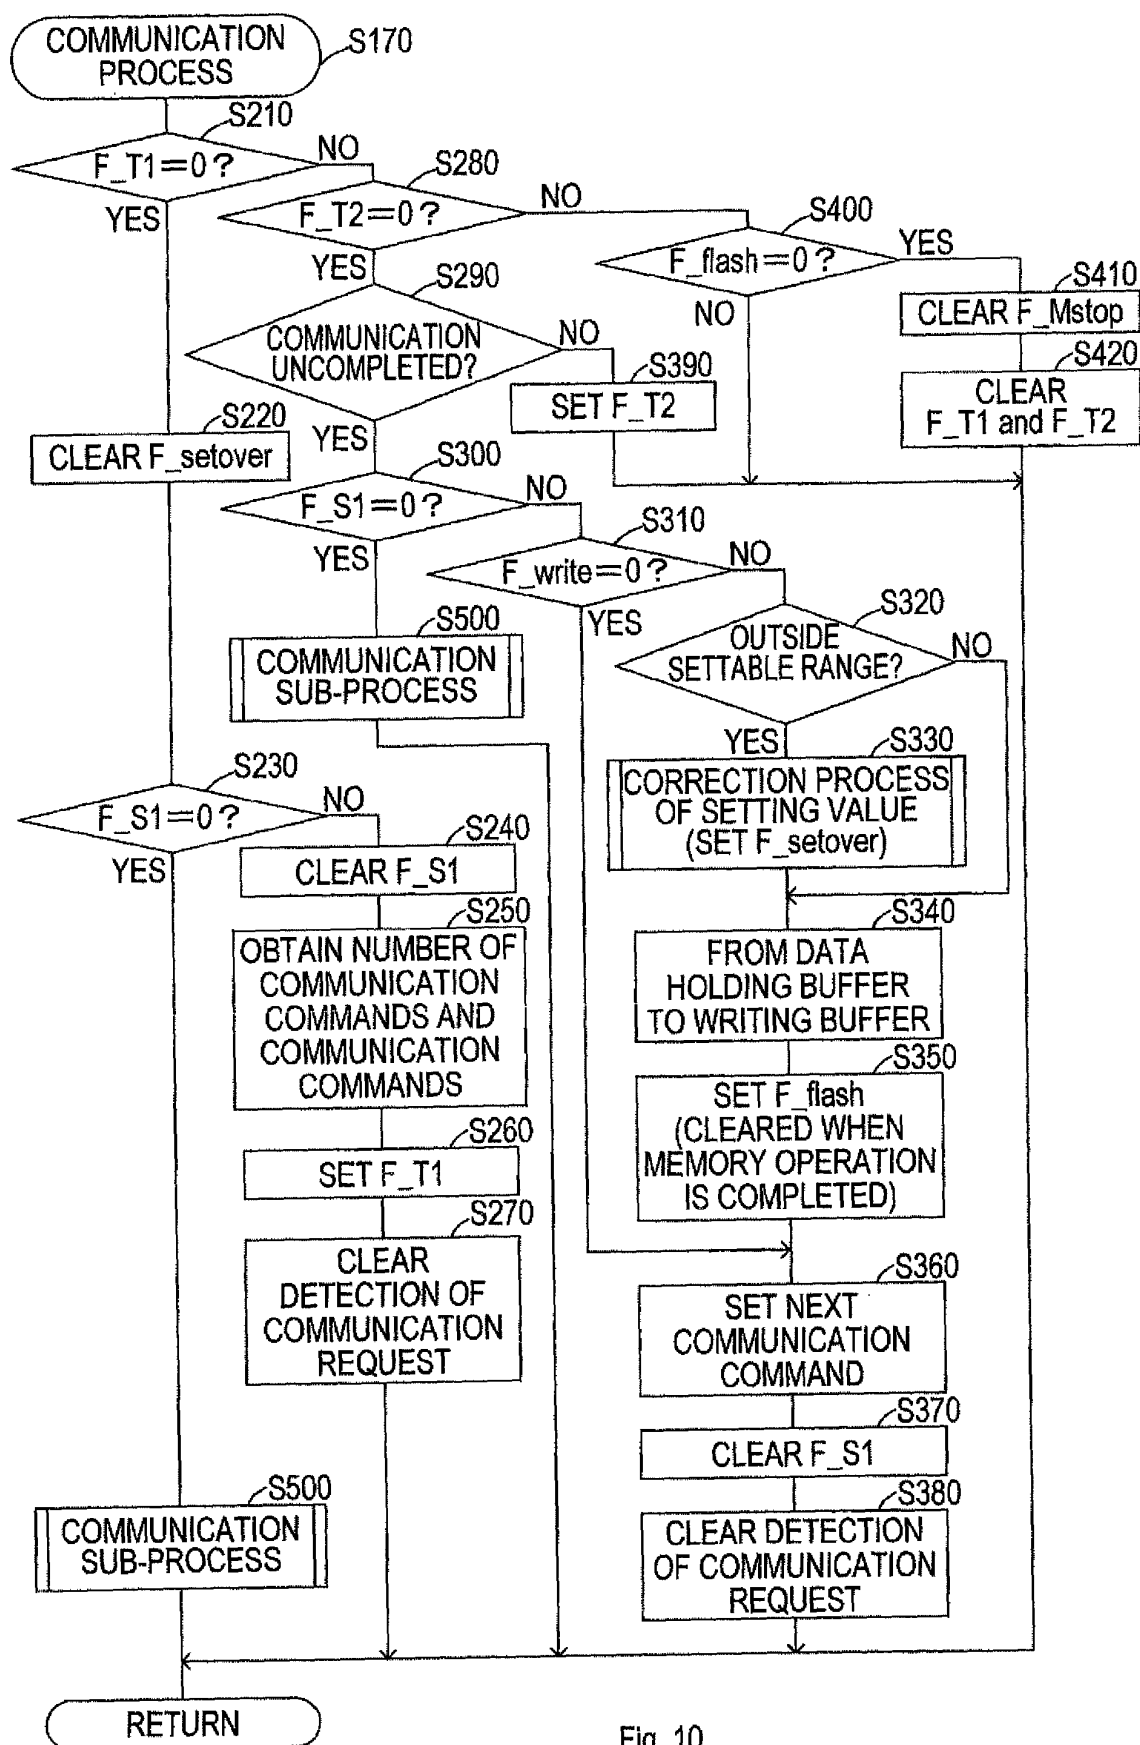 COMMUNICATION
PROCESS
S170
S210
F_T1=0?
NO
YES
S280
F_T2=0?
NO
YES
S400
F_flash=0?
YES
NO
S410
CLEAR F_Mstop
S420
CLEAR
F_T1 and F_T2
S290
COMMUNICATION
UNCOMPLETED?
NO
YES
S390
SET F_T2
S220
CLEAR F_setover
S300
F_S1=0?
NO
YES
S310
F_write=0?
NO
YES
S320
OUTSIDE
SETTABLE RANGE?
NO
YES
S500
COMMUNICATION
SUB-PROCESS
S330
CORRECTION PROCESS
OF SETTING VALUE
(SET F_setover)
S230
F_S1=0?
NO
YES
S240
CLEAR F_S1
S250
OBTAIN NUMBER OF
COMMUNICATION
COMMANDS AND
COMMUNICATION
COMMANDS
S260
SET F_T1
S270
CLEAR
DETECTION OF
COMMUNICATION
REQUEST
S340
FROM DATA
HOLDING BUFFER
TO WRITING BUFFER
S350
SET F_flash
(CLEARED WHEN
MEMORY OPERATION
IS COMPLETED)
S360
SET NEXT
COMMUNICATION
COMMAND
S370
CLEAR F_S1
S380
CLEAR DETECTION
OF COMMUNICATION
REQUEST
S500
COMMUNICATION
SUB-PROCESS
RETURN
Fig. 10